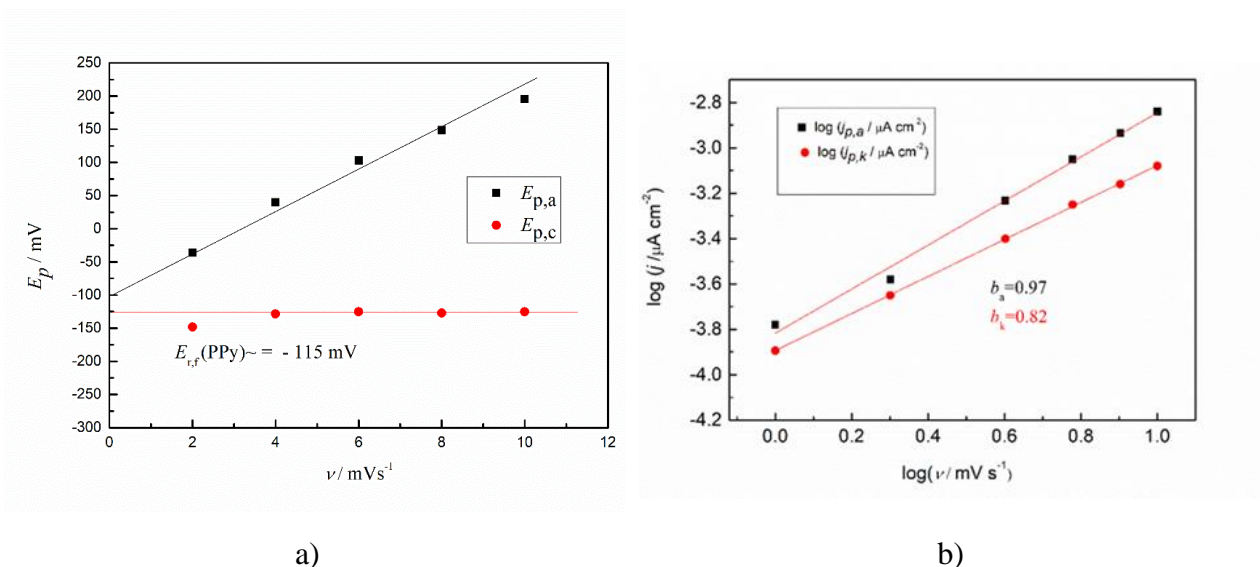 250
200
150
100
50
0
-50
-100
-150
-200
-250
-300
0 2 4 6 8 10 12
E_p / mV
ν / mVs⁻¹
E_p,a
E_p,c
E_r,f(PPy)~ = - 115 mV
a)
-2.8
-3.0
-3.2
-3.4
-3.6
-3.8
-4.0
-4.2
0.0 0.2 0.4 0.6 0.8 1.0
log (j /μA cm⁻²)
log(ν / mV s⁻¹)
log (j_p,a / μA cm⁻²)
log (j_p,k / μA cm⁻²)
b_a=0.97
b_k=0.82
b)